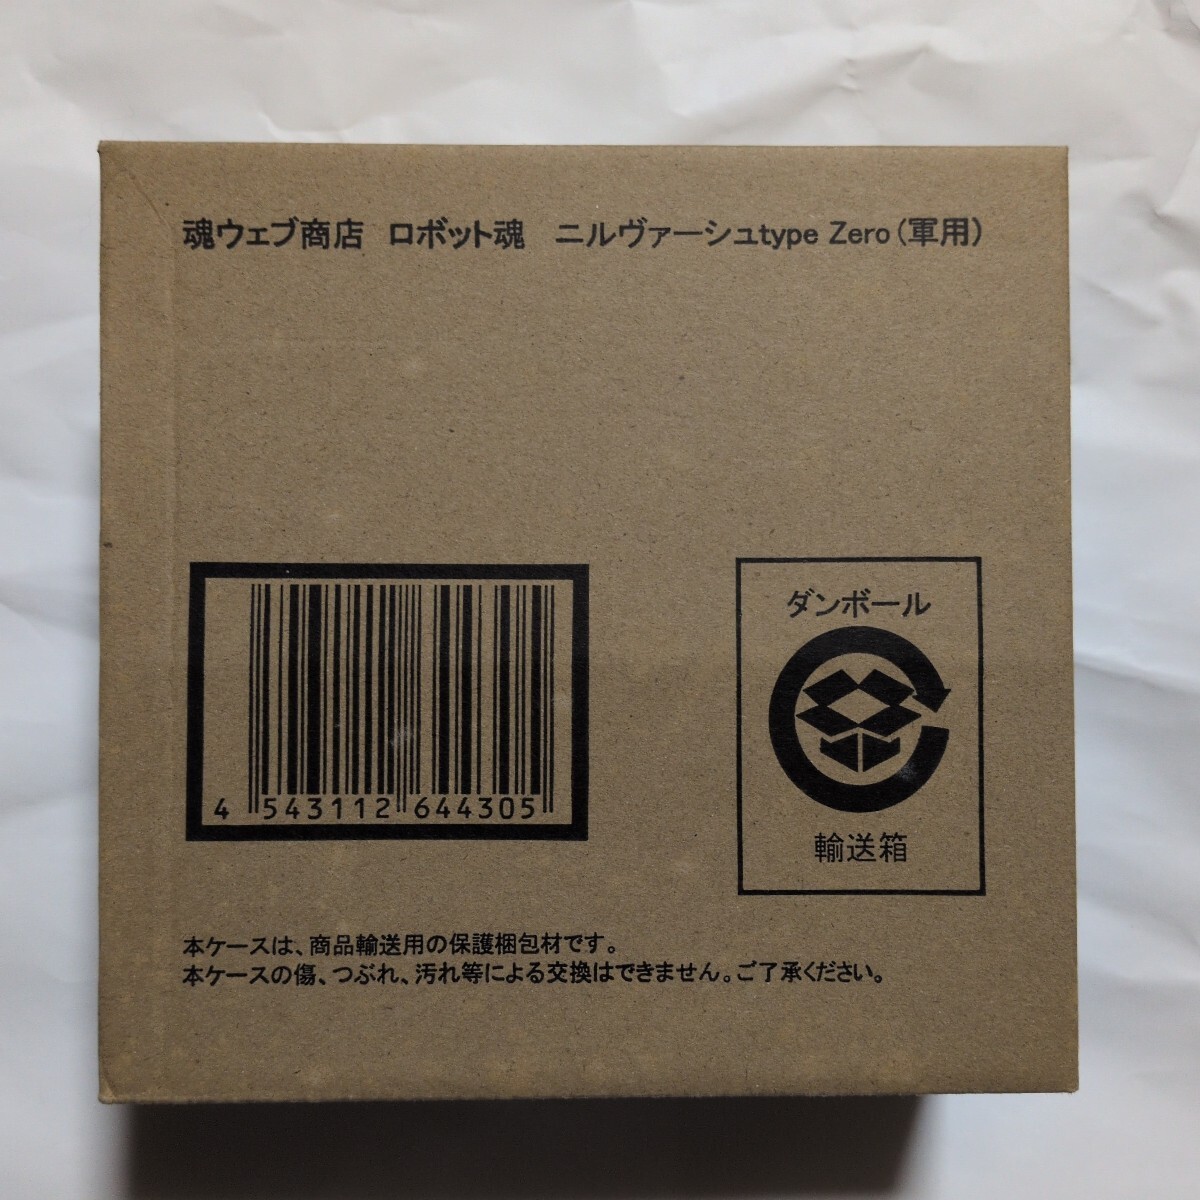 魂ウェブ商店　ロボット魂　ニルヴァーシュtype Zero(軍用)
ダンボール
輸送箱
4 543112 644305
本ケースは、商品輸送用の保護梱包材です。
本ケースの傷、つぶれ、汚れ等による交換はできません。ご了承ください。